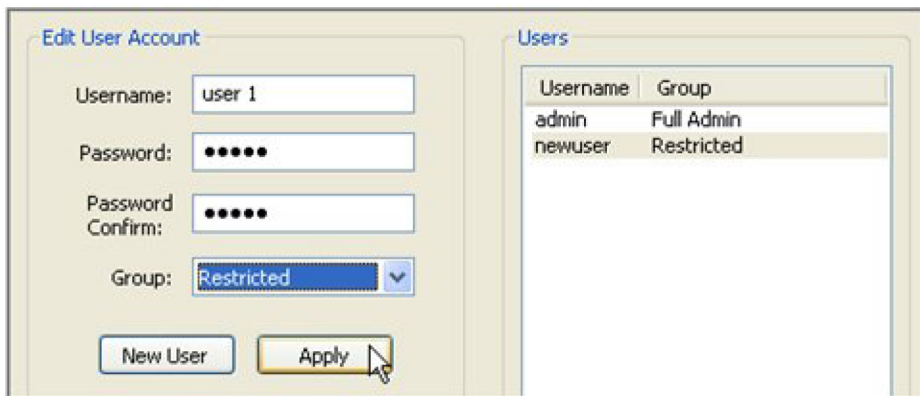 Edit User Account
Username: user 1
Password: •••••
Password
Confirm: •••••
Group: Restricted
New User Apply
Users
Username Group
admin Full Admin
newuser Restricted